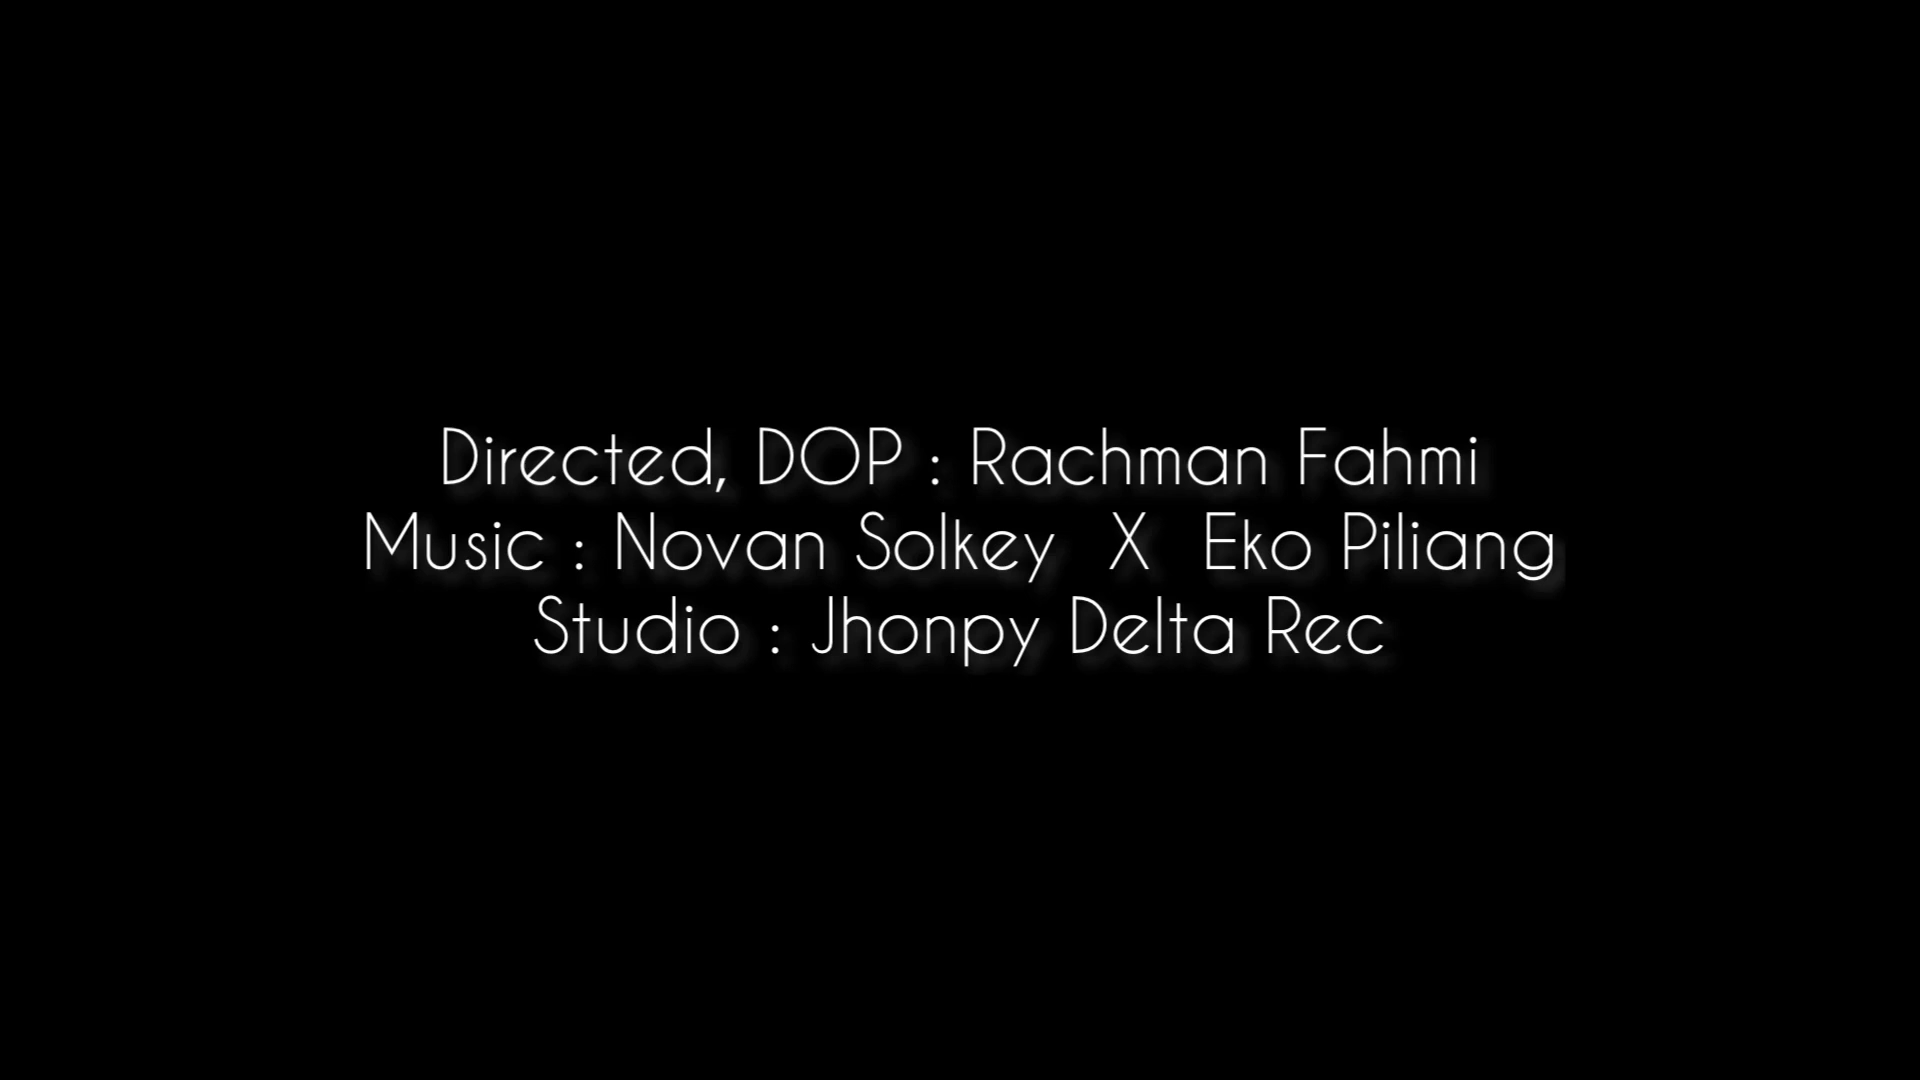 Directed, DOP : Rachman Fahmi
Music : Novan Solkey X Eko Piliang
Studio : Jhonpy Delta Rec